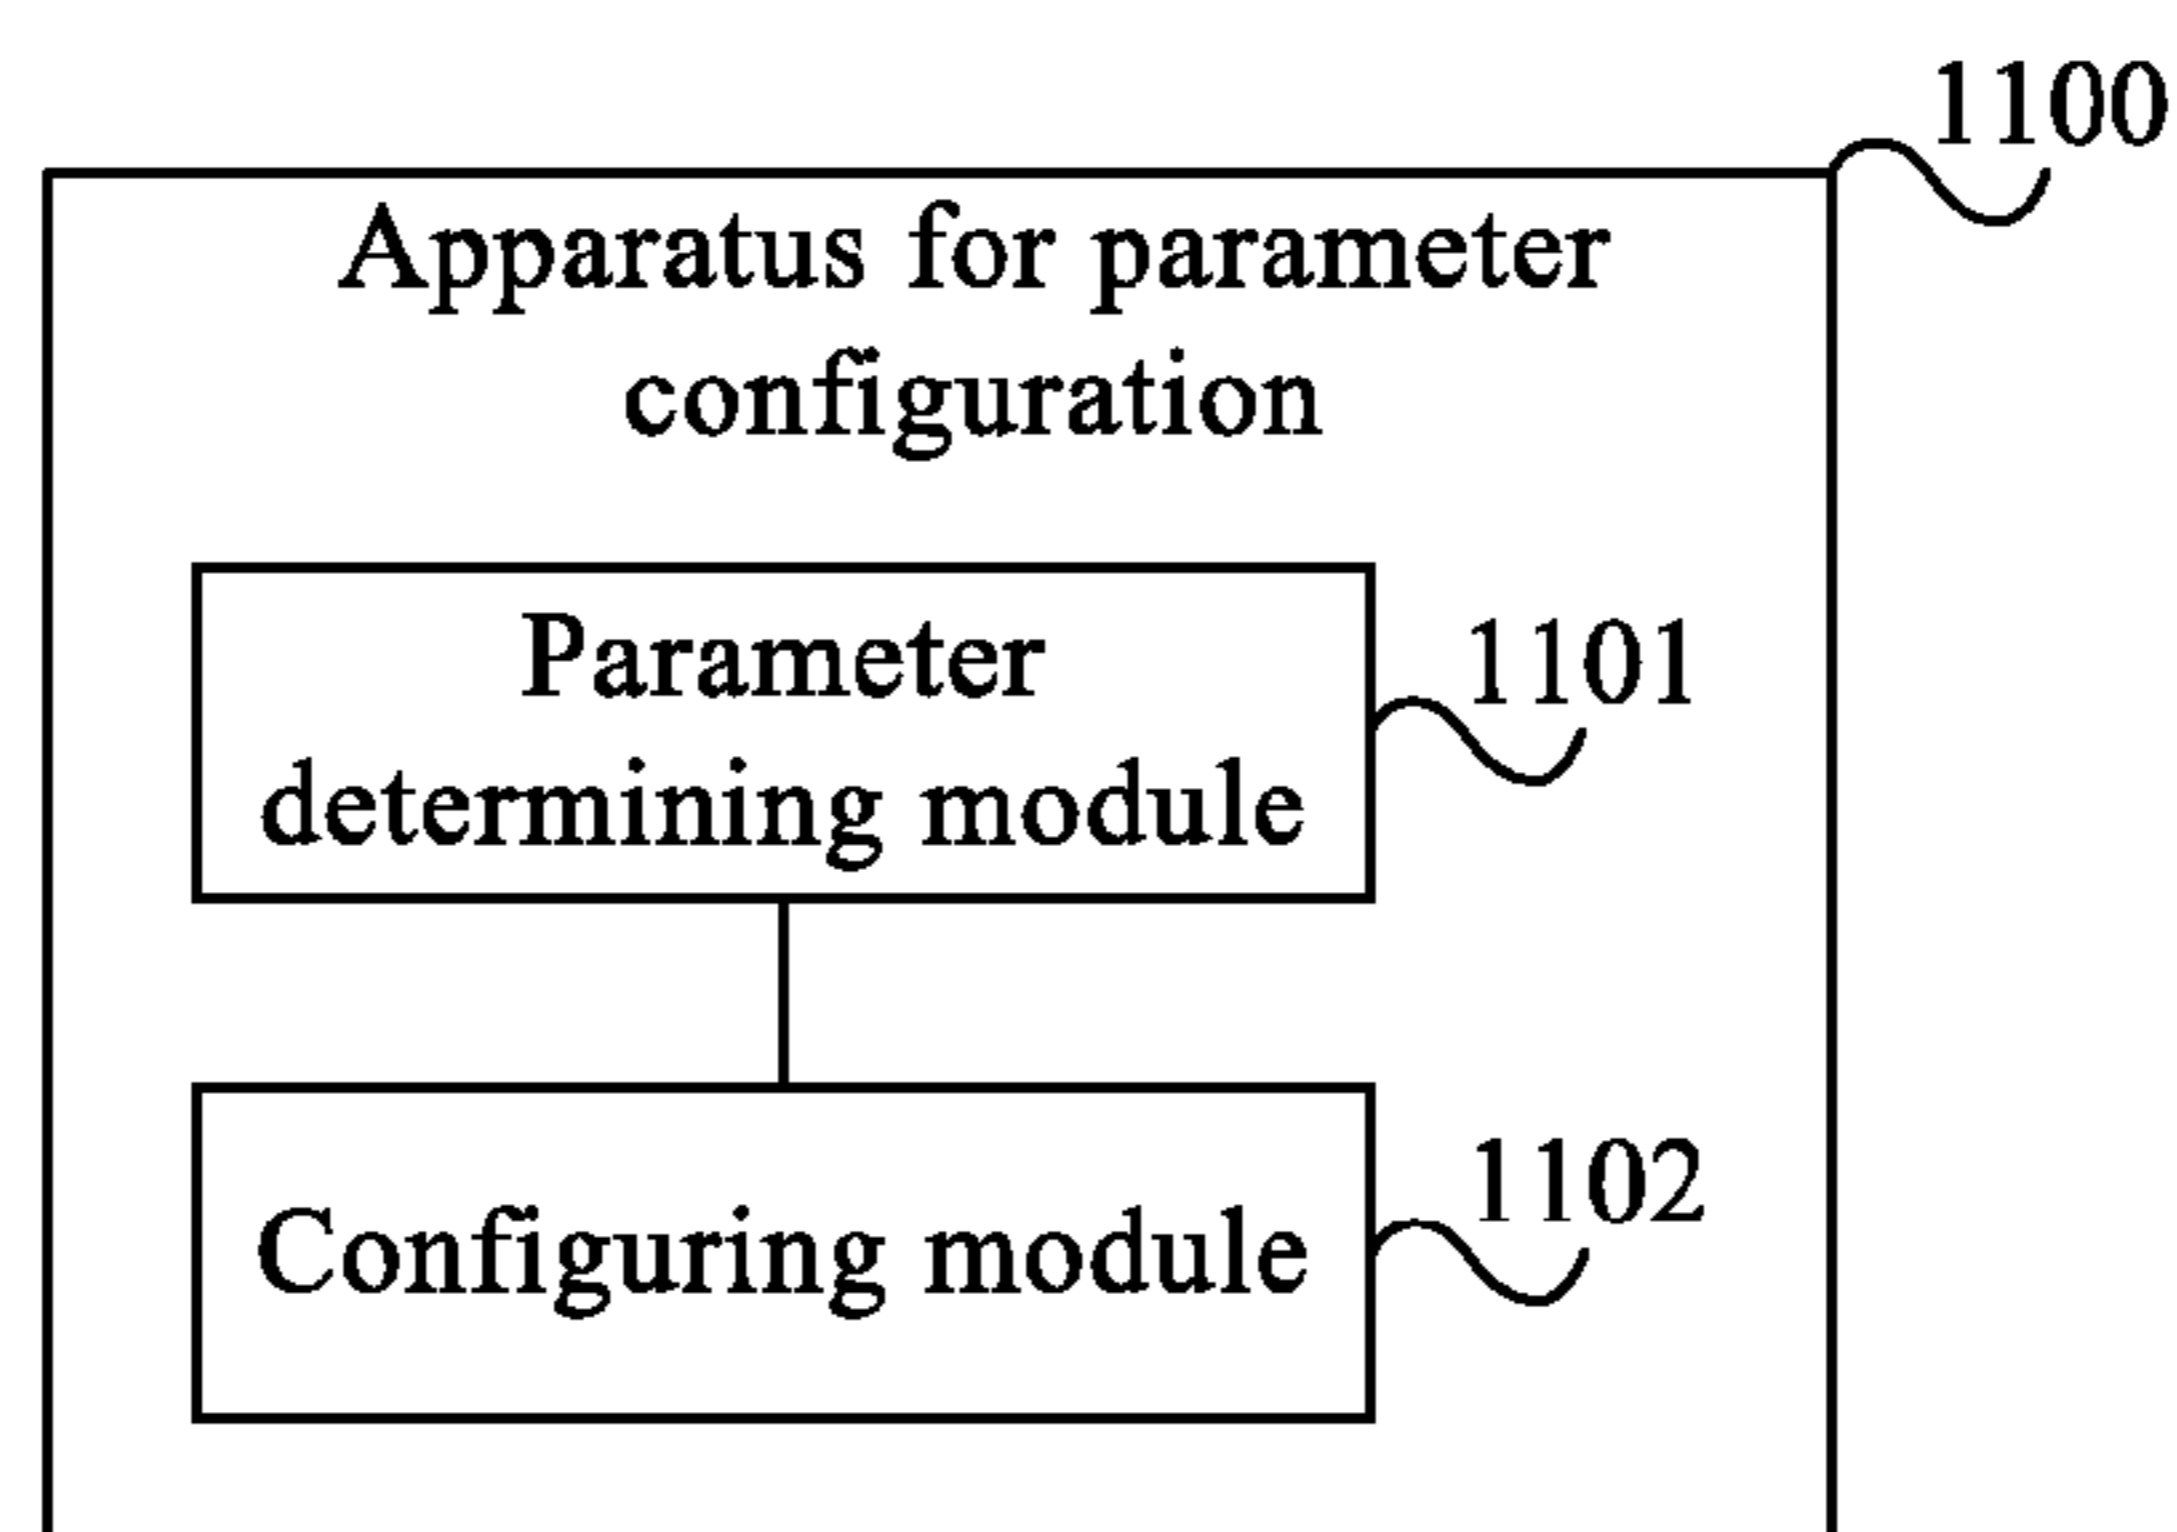 1100
Apparatus for parameter
configuration
Parameter
determining module
1101
Configuring module
1102